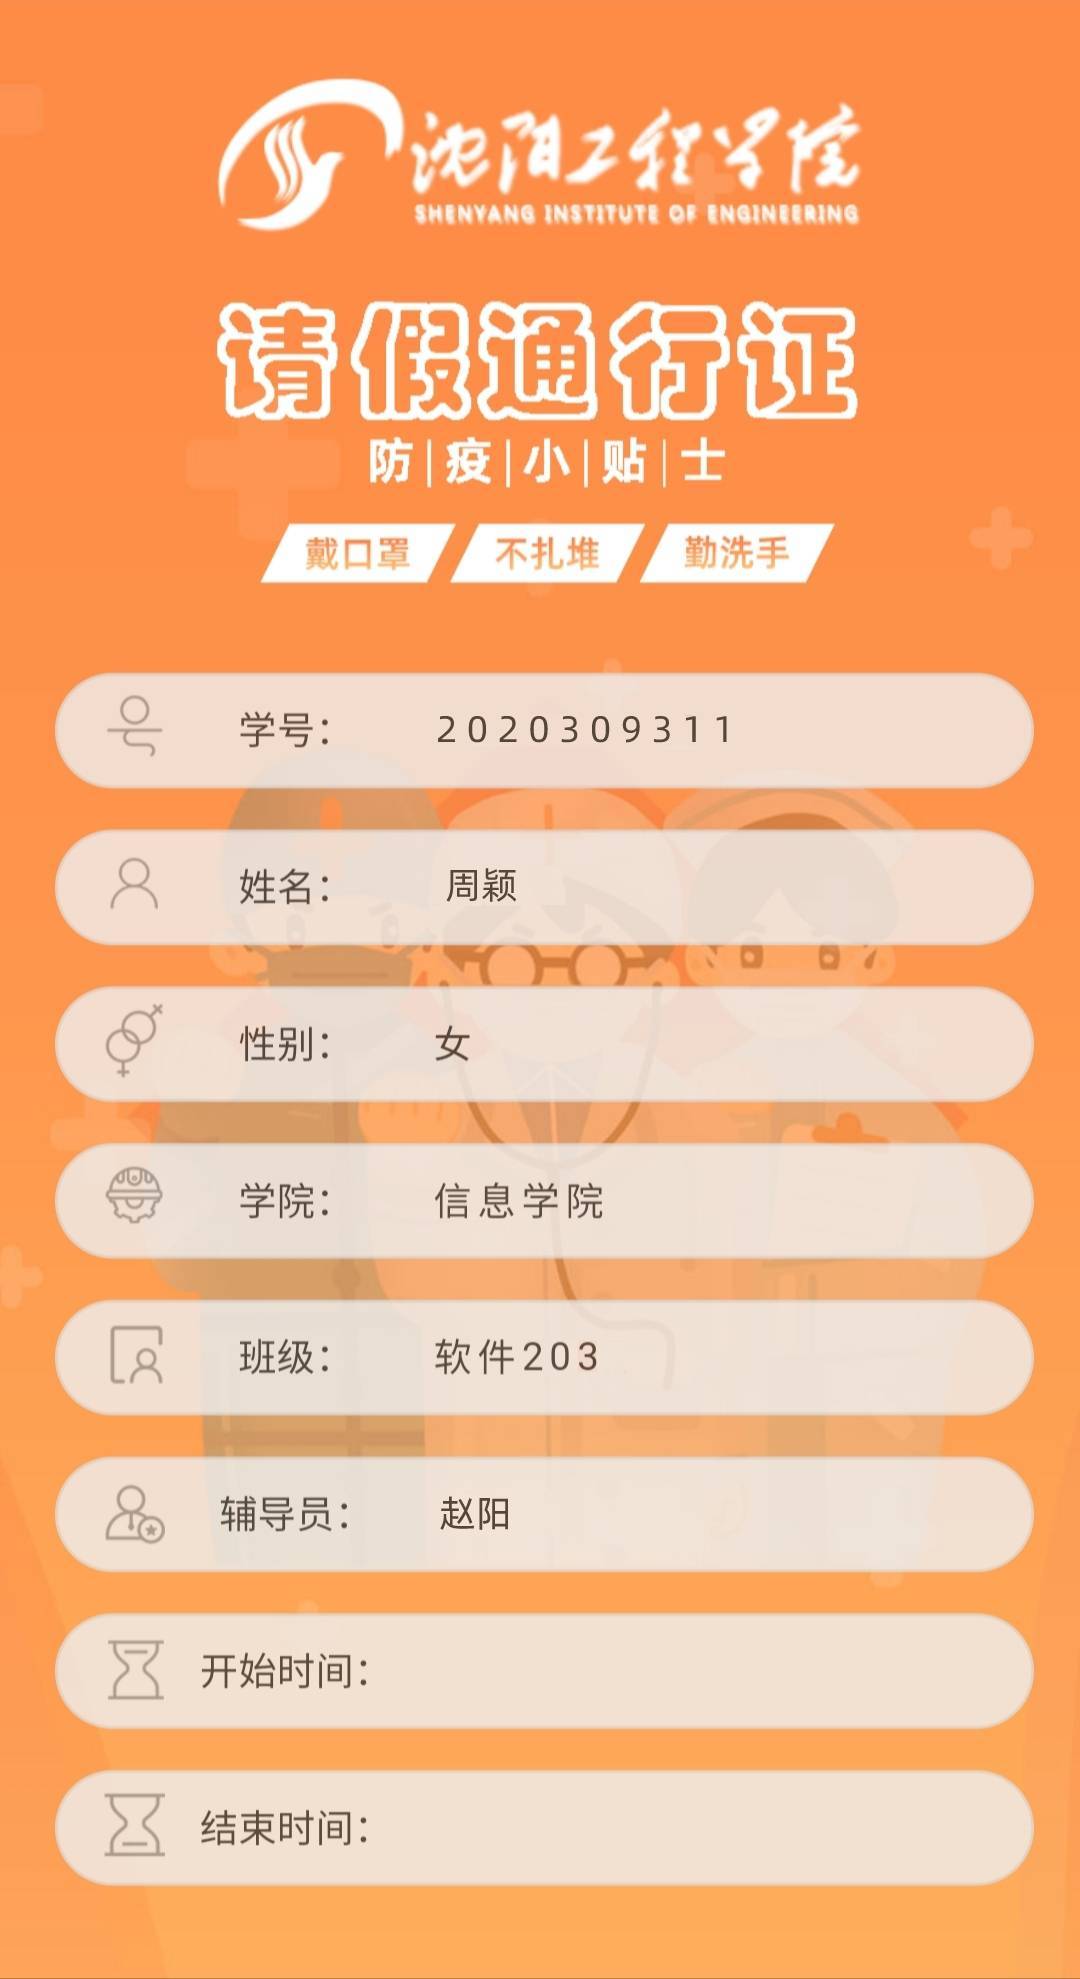 沈阳工程学院
SHENYANG INSTITUTE OF ENGINEERING
请假通行证
防|疫|小|贴|士
戴口罩 不扎堆 勤洗手
学号： 2020309311
姓名： 周颖
性别： 女
学院： 信息学院
班级： 软件203
辅导员： 赵阳
开始时间：
结束时间：